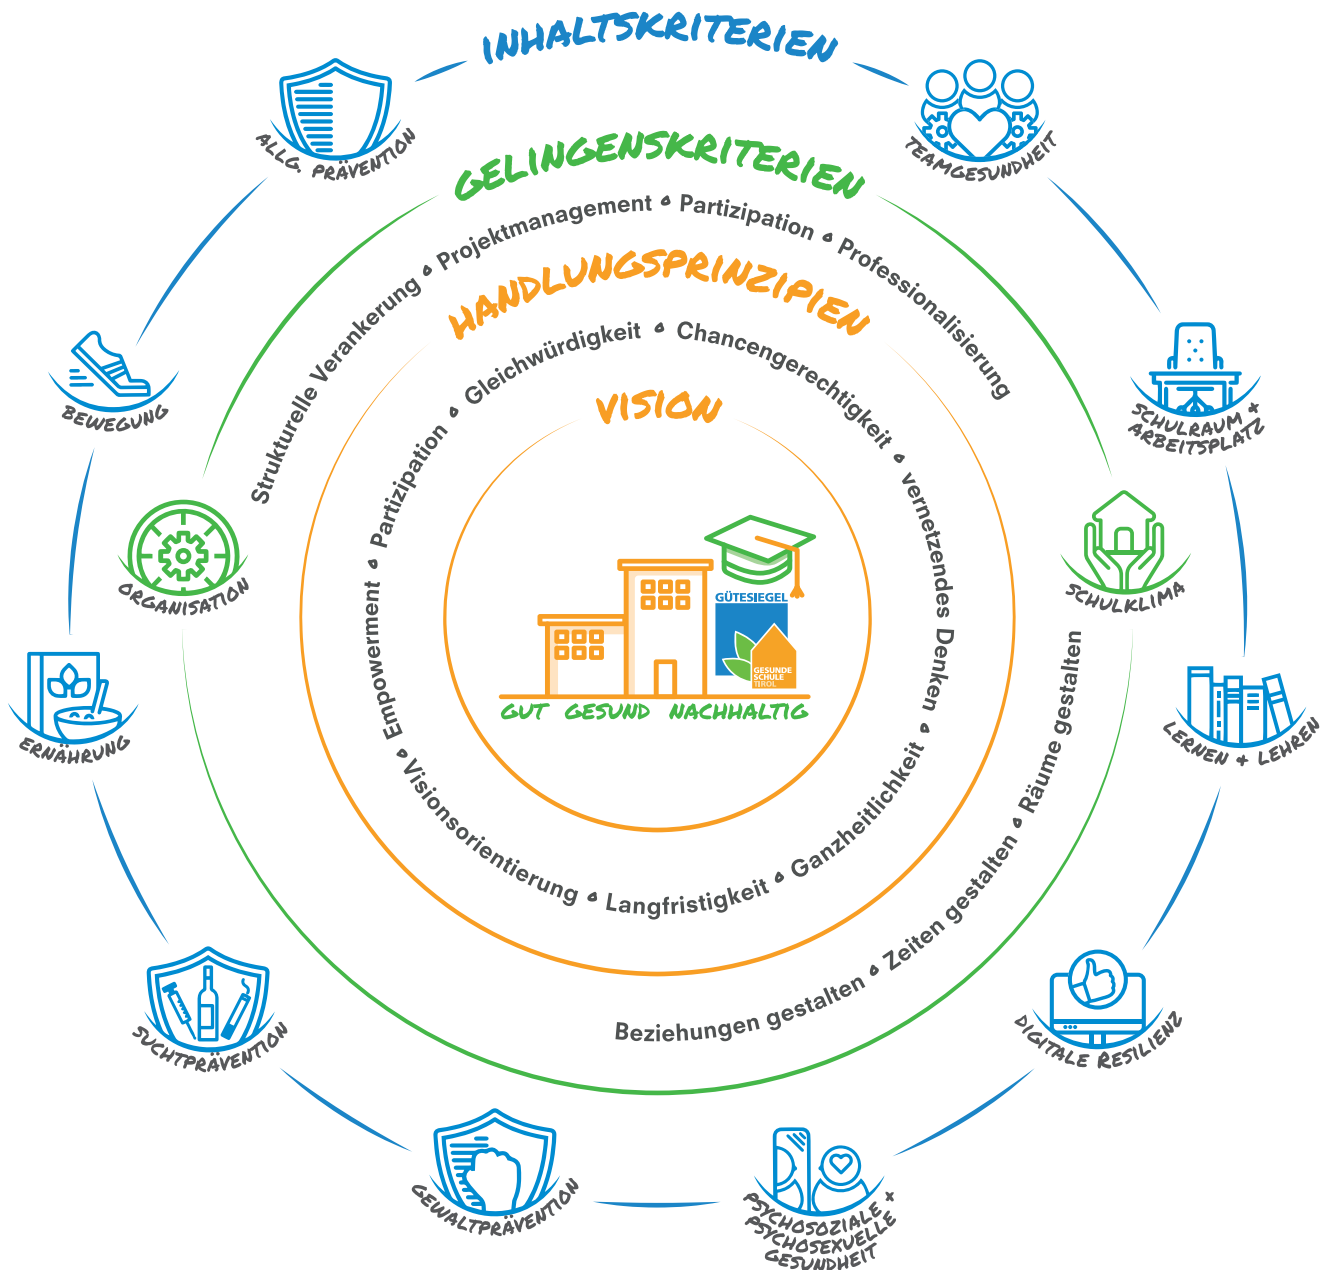 INHALTSKRITERIEN
ALLG. PRÄVENTION
TEAMGESUNDHEIT
SCHULRAUM +
ARBEITSPLATZ
LERNEN + LEHREN
DIGITALE RESILIENZ
PSYCHOSOZIALE +
PSYCHOSEXUELLE
GESUNDHEIT
GEWALTPRÄVENTION
SUCHTPRÄVENTION
ERNÄHRUNG
BEWEGUNG
GELINGENSKRITERIEN
Strukturelle Verankerung • Projektmanagement • Partizipation • Professionalisierung
ORGANISATION
SCHULKLIMA
Beziehungen gestalten • Zeiten gestalten • Räume gestalten
HANDLUNGSPRINZIPIEN
Visionsorientierung • Empowerment • Partizipation • Gleichwürdigkeit • Chancengerechtigkeit • vernetzendes Denken • Ganzheitlichkeit • Langfristigkeit
VISION
GÜTESIEGEL
GESUNDE
SCHULE
TIROL
GUT GESUND NACHHALTIG